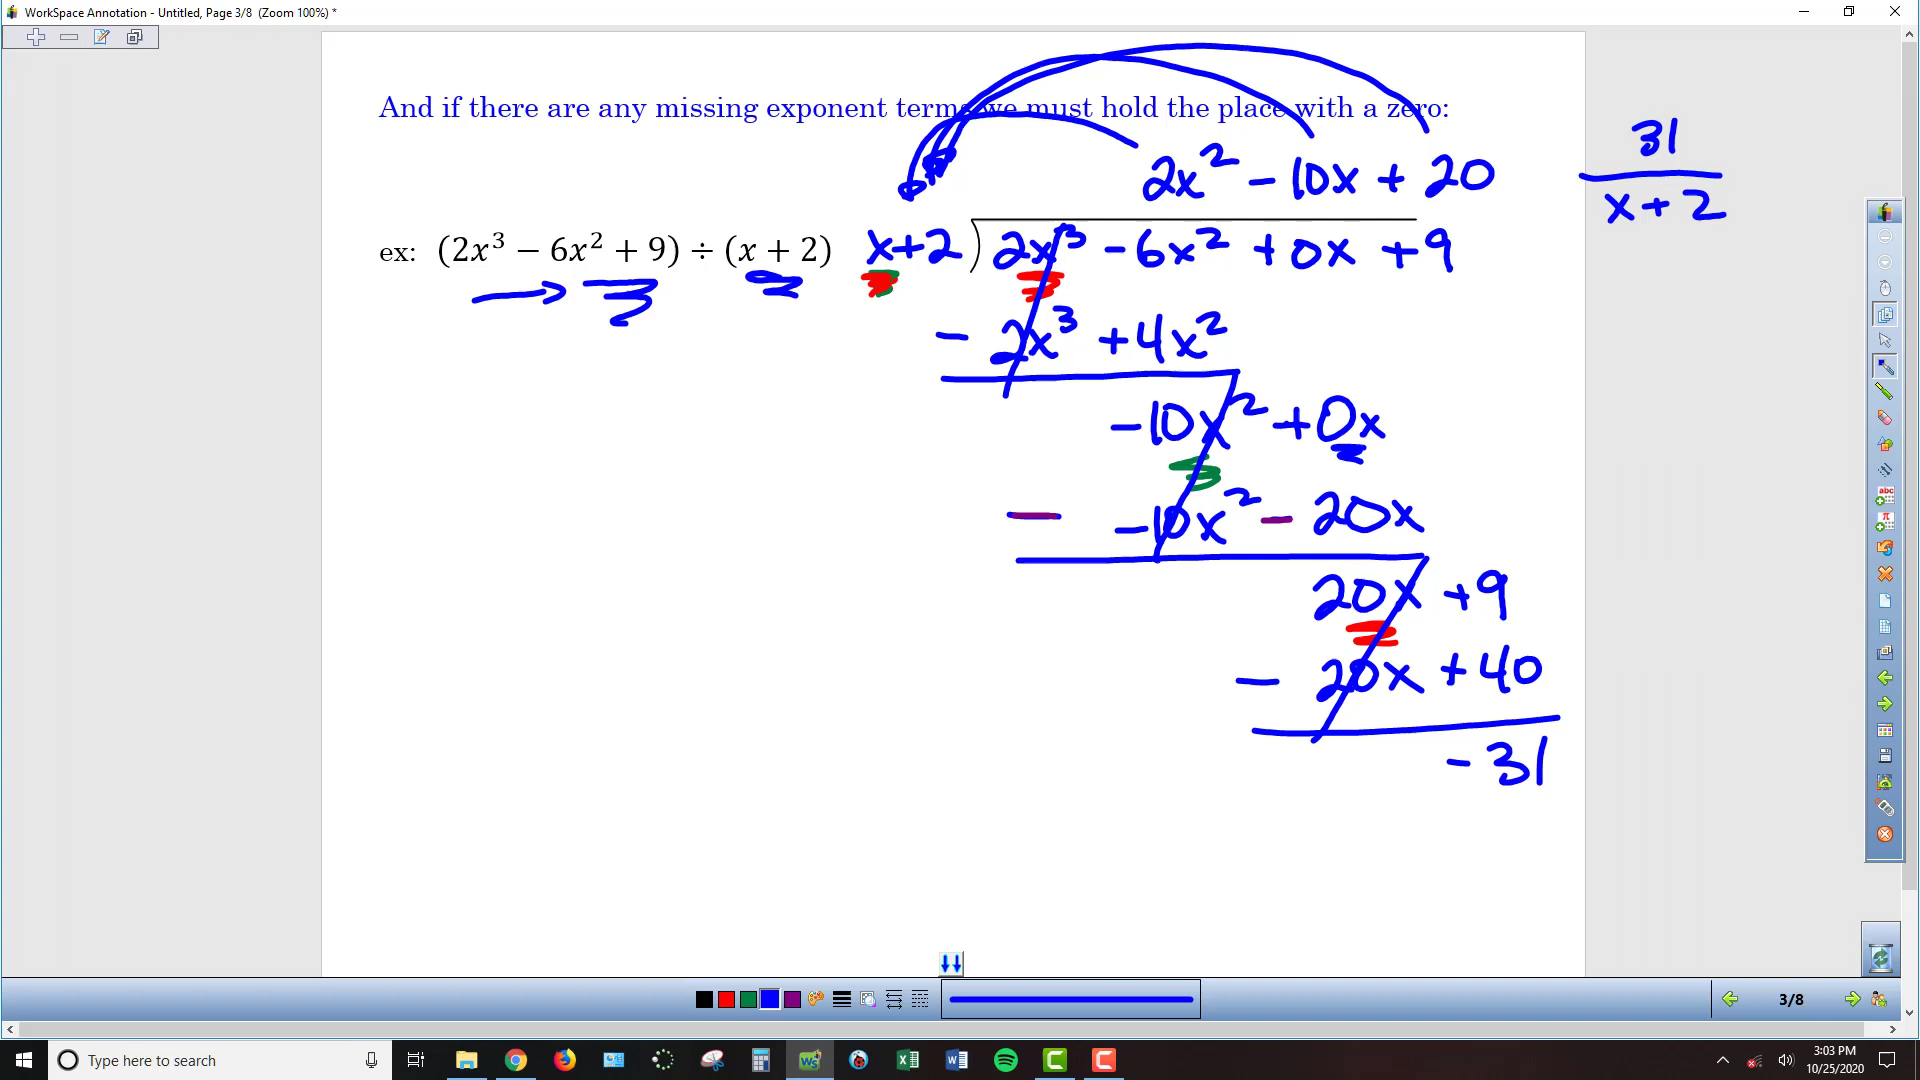 WorkSpace Annotation - Untitled, Page 3/8 (Zoom 100%) *
And if there are any missing exponent terms we must hold the place with a zero:
31
2x² - 10x + 20
x + 2
ex: (2x³ − 6x² + 9) ÷ (x + 2) x+2 ) 2x³ - 6x² + 0x + 9
- 2x³ + 4x²
-10x² + 0x
- -10x² - 20x
20x + 9
- 20x + 40
- 31
3/8
Type here to search
3:03 PM
10/25/2020